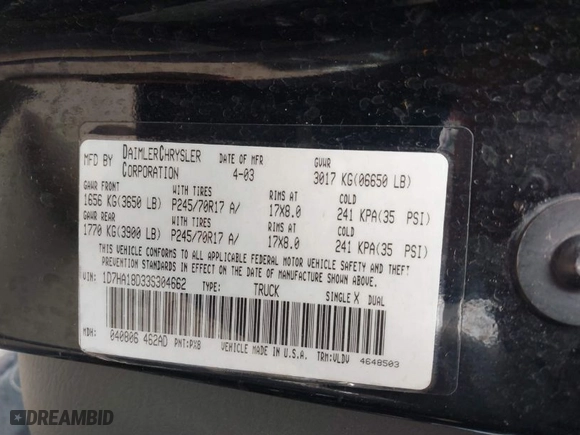 MFD BY DAIMLERCHRYSLER CORPORATION DATE OF MFR 4-03 GVWR 3017 KG(06650 LB)
GAWR FRONT WITH TIRES RIMS AT COLD
1656 KG(3650 LB) P245/70R17 A/ 17X8.0 241 KPA(35 PSI)
GAWR REAR WITH TIRES RIMS AT COLD
1770 KG(3900 LB) P245/70R17 A/ 17X8.0 241 KPA(35 PSI)
THIS VEHICLE CONFORMS TO ALL APPLICABLE FEDERAL MOTOR VEHICLE SAFETY AND THEFT
PREVENTION STANDARDS IN EFFECT ON THE DATE OF MANUFACTURE SHOWN ABOVE.
VIN: 1D7HA18D33S304662 TYPE: TRUCK SINGLE X DUAL
MDH: 040806 462AD PNT:PX8 VEHICLE MADE IN U.S.A. TRM:VLDV 4648503
DREAMBID